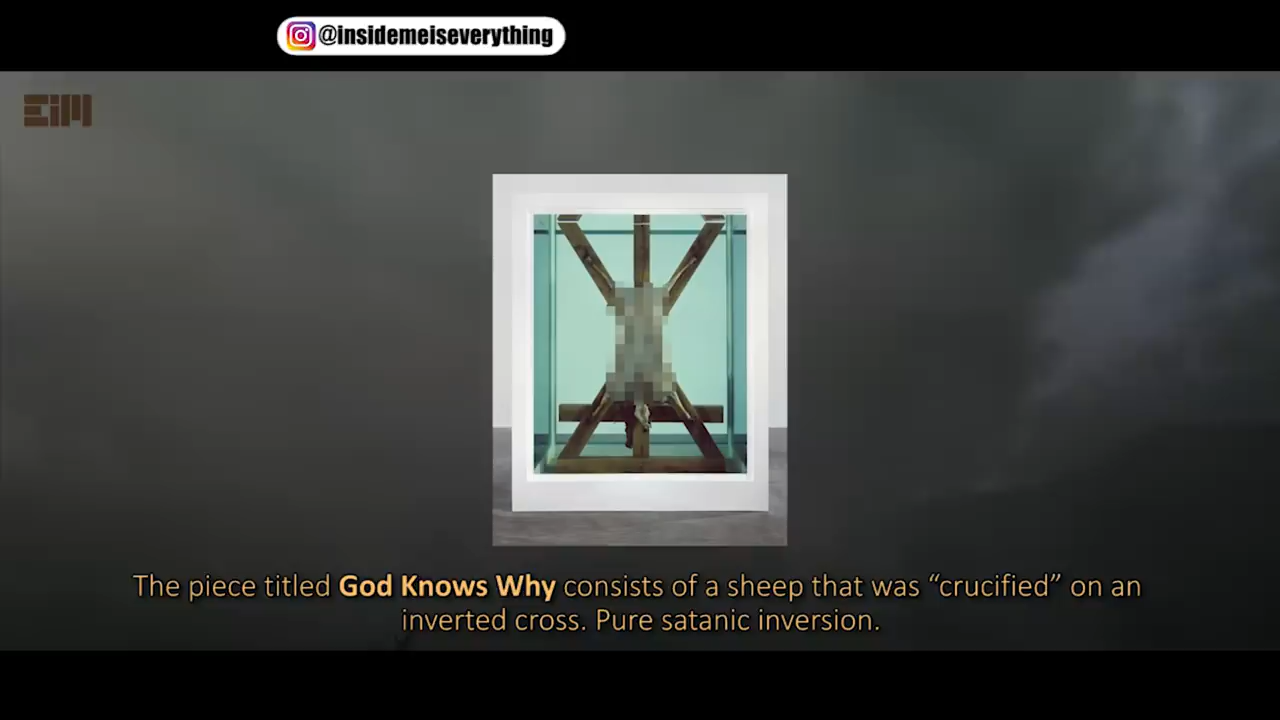 @insidemeiseverything
EiM
The piece titled God Knows Why consists of a sheep that was “crucified” on an
inverted cross. Pure satanic inversion.